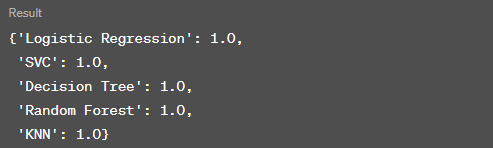 Result
{'Logistic Regression': 1.0,
 'SVC': 1.0,
 'Decision Tree': 1.0,
 'Random Forest': 1.0,
 'KNN': 1.0}